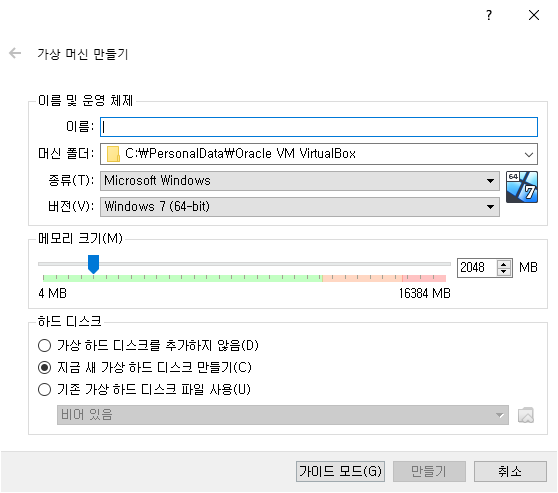 ?
가상 머신 만들기
이름 및 운영 체제
이름:
머신 폴더: C:₩PersonalData₩Oracle VM VirtualBox
종류(T): Microsoft Windows
64
버전(V): Windows 7 (64-bit)
7
메모리 크기(M)
2048 MB
4 MB 16384 MB
하드 디스크
가상 하드 디스크를 추가하지 않음(D)
지금 새 가상 하드 디스크 만들기(C)
기존 가상 하드 디스크 파일 사용(U)
비어 있음
가이드 모드(G) 만들기 취소